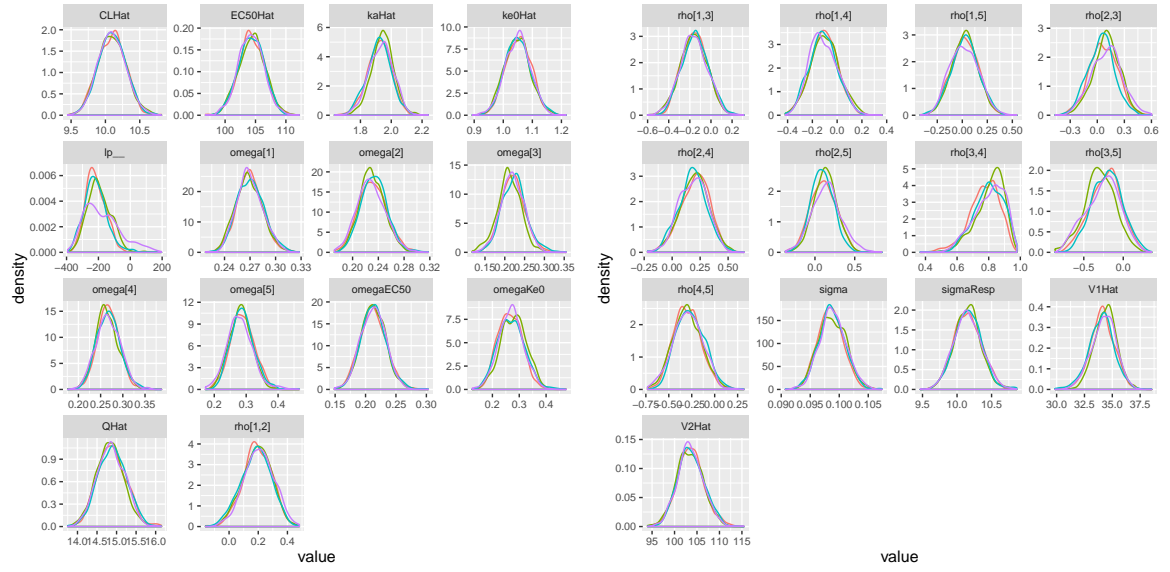 CLHat EC50Hat kaHat ke0Hat
2.0 1.5 1.0 0.5 0.0
9.5 10.0 10.5
0.20 0.15 0.10 0.05 0.00
100 105 110
6 4 2 0
1.8 2.0 2.2
10.0 7.5 5.0 2.5 0.0
0.9 1.0 1.1 1.2
lp__ omega[1] omega[2] omega[3]
0.006 0.004 0.002 0.000
−400 −200 0 200
20 10 0
0.24 0.27 0.30 0.33
20 15 10 5 0
0.20 0.24 0.28 0.32
15 10 5 0
0.15 0.20 0.25 0.30 0.35
omega[4] omega[5] omegaEC50 omegaKe0
15 10 5 0
0.20 0.25 0.30 0.35
12 9 6 3 0
0.2 0.3 0.4
20 15 10 5 0
0.15 0.20 0.25 0.30
7.5 5.0 2.5 0.0
0.2 0.3 0.4
QHat rho[1,2]
0.9 0.6 0.3 0.0
14.0 14.5 15.0 15.5 16.0
4 3 2 1 0
0.0 0.2 0.4
density
value
rho[1,3] rho[1,4] rho[1,5] rho[2,3]
3 2 1 0
−0.6 −0.4 −0.2 0.0 0.2
3 2 1 0
−0.4 −0.2 0.0 0.2 0.4
3 2 1 0
−0.25 0.00 0.25 0.50
3 2 1 0
−0.3 0.0 0.3 0.6
rho[2,4] rho[2,5] rho[3,4] rho[3,5]
3 2 1 0
−0.25 0.00 0.25 0.50
3 2 1 0
0.0 0.5
5 4 3 2 1 0
0.4 0.6 0.8 1.0
2.0 1.5 1.0 0.5 0.0
−0.5 0.0
rho[4,5] sigma sigmaResp V1Hat
2 1 0
−0.75 −0.50 −0.25 0.00 0.25
150 100 50 0
0.090 0.095 0.100 0.105
2.0 1.5 1.0 0.5 0.0
9.5 10.0 10.5
0.4 0.3 0.2 0.1 0.0
30.0 32.5 35.0 37.5
V2Hat
0.15 0.10 0.05 0.00
95 100 105 110 115
density
value